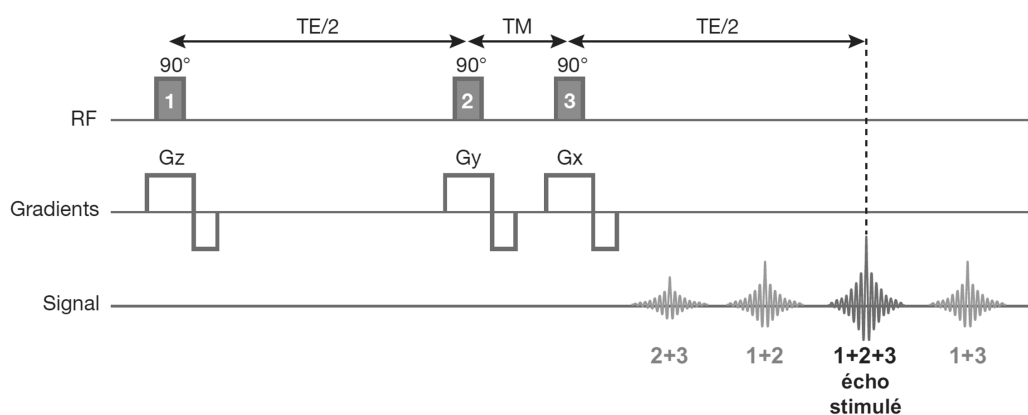 TE/2 TM TE/2
90° 90° 90°
RF 1 2 3
Gz Gy Gx
Gradients
Signal
2+3 1+2 1+2+3 1+3
écho
stimulé